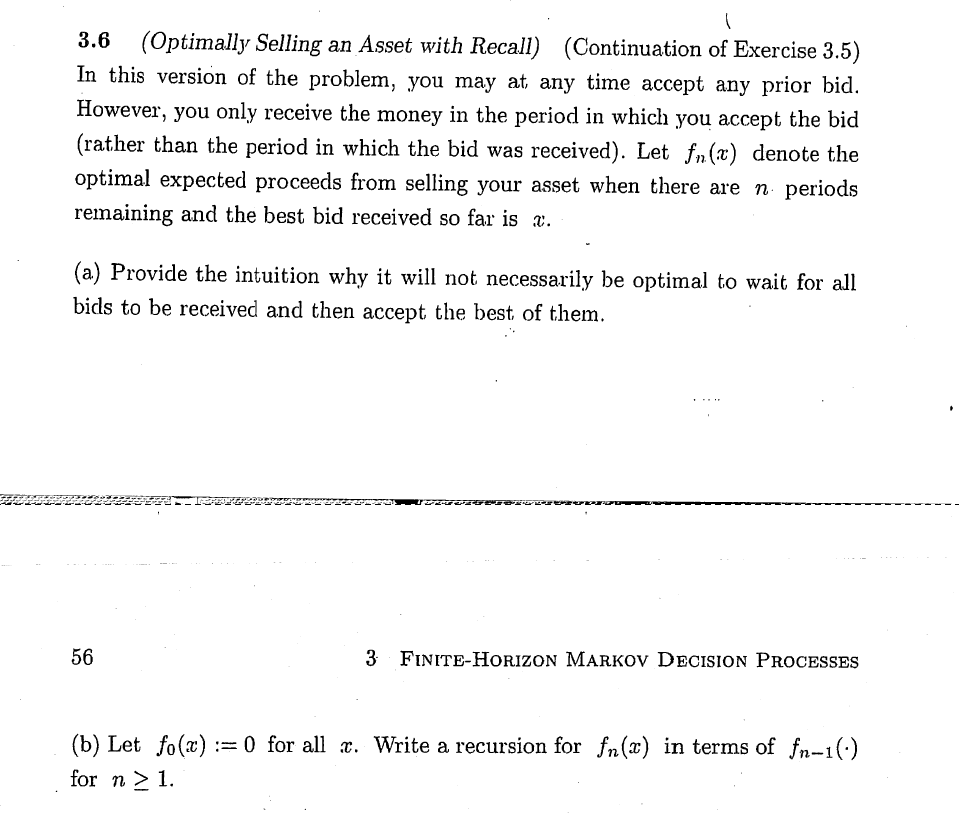 3.6 (Optimally Selling an Asset with Recall) (Continuation of Exercise 3.5)
In this version of the problem, you may at any time accept any prior bid.
However, you only receive the money in the period in which you accept the bid
(rather than the period in which the bid was received). Let fₙ(x) denote the
optimal expected proceeds from selling your asset when there are n periods
remaining and the best bid received so far is x.
(a) Provide the intuition why it will not necessarily be optimal to wait for all
bids to be received and then accept the best of them.
56 3 FINITE-HORIZON MARKOV DECISION PROCESSES
(b) Let f₀(x) := 0 for all x. Write a recursion for fₙ(x) in terms of fₙ₋₁(·)
for n ≥ 1.